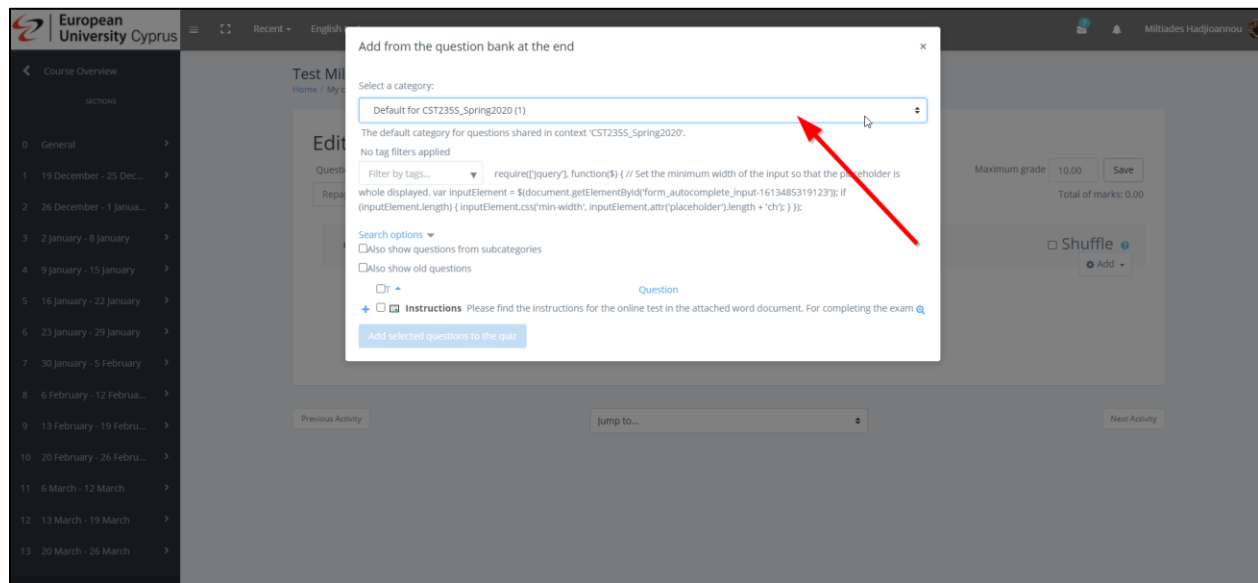 European
University Cyprus
Recent
English
Miltiades Hadjioannou
Course Overview
SECTIONS
0 General
1 19 December - 25 Dec...
2 26 December - 1 Janua...
3 2 January - 8 January
4 9 January - 15 January
5 16 January - 22 January
6 23 January - 29 January
7 30 January - 5 February
8 6 February - 12 Februa...
9 13 February - 19 Febru...
10 20 February - 26 Febru...
11 6 March - 12 March
12 13 March - 19 March
13 20 March - 26 March
Test Mil
Home / My c
Edit
Questi
Repa
Maximum grade 10.00 Save
Total of marks: 0.00
Shuffle
Add
Add from the question bank at the end ×
Select a category:
Default for CST235S_Spring2020 (1)
The default category for questions shared in context 'CST235S_Spring2020'.
No tag filters applied
Filter by tags... ▼ require(['jquery'], function($) { // Set the minimum width of the input so that the placeholder is
whole displayed. var inputElement = $(document.getElementById('form_autocomplete_input-1613485319123')); if
(inputElement.length) { inputElement.css('min-width', inputElement.attr('placeholder').length + 'ch'); } });
Search options
Also show questions from subcategories
Also show old questions
T Question
+ Instructions Please find the instructions for the online test in the attached word document. For completing the exam
Add selected questions to the quiz
Previous Activity
Jump to...
Next Activity